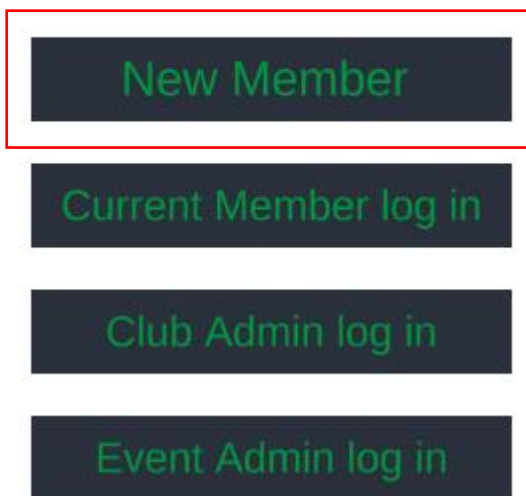 New Member
Current Member log in
Club Admin log in
Event Admin log in